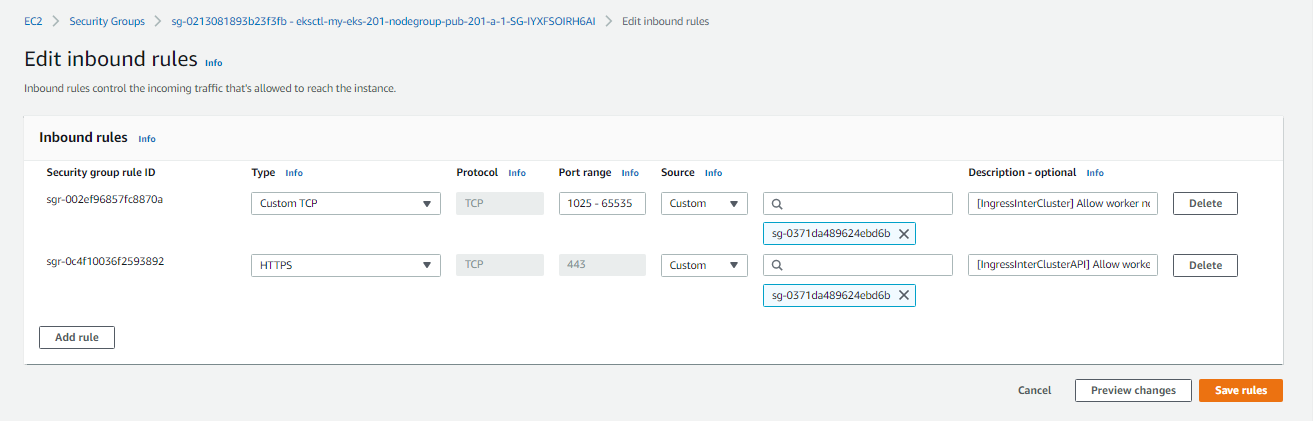 EC2 > Security Groups > sg-0213081893b23f3fb - eksctl-my-eks-201-nodegroup-pub-201-a-1-SG-IYXFSOIRH6AI > Edit inbound rules
Edit inbound rules Info
Inbound rules control the incoming traffic that's allowed to reach the instance.
Inbound rules Info
Security group rule ID Type Info Protocol Info Port range Info Source Info Description - optional Info
sgr-002ef96857fc8870a Custom TCP TCP 1025 - 65535 Custom [IngressInterCluster] Allow worker
sg-0371da489624ebd6b
Delete
sgr-0c4f10036f2593892 HTTPS TCP 443 Custom [IngressInterClusterAPI] Allow worke
sg-0371da489624ebd6b
Delete
Add rule
Cancel Preview changes Save rules